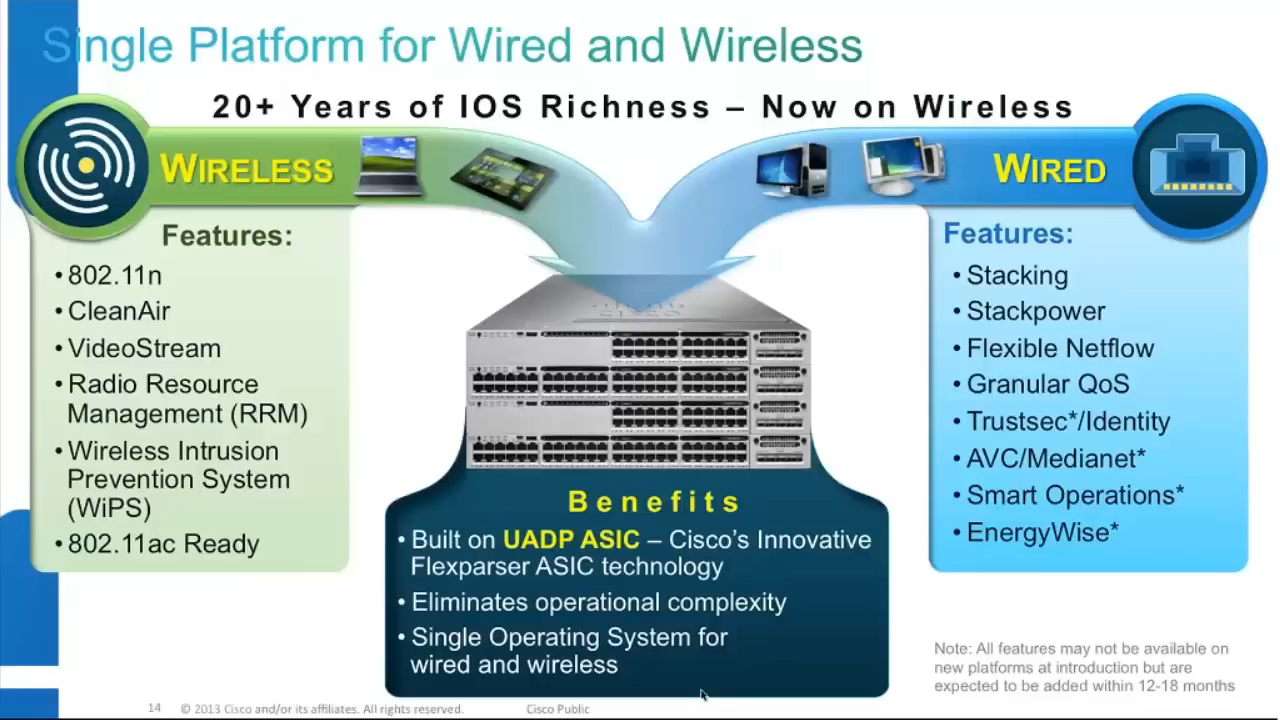 Single Platform for Wired and Wireless
20+ Years of IOS Richness – Now on Wireless
WIRELESS
Features:
• 802.11n
• CleanAir
• VideoStream
• Radio Resource
Management (RRM)
• Wireless Intrusion
Prevention System
(WiPS)
• 802.11ac Ready
WIRED
Features:
• Stacking
• Stackpower
• Flexible Netflow
• Granular QoS
• Trustsec*/Identity
• AVC/Medianet*
• Smart Operations*
• EnergyWise*
CISCO
Benefits
• Built on UADP ASIC – Cisco's Innovative
Flexparser ASIC technology
• Eliminates operational complexity
• Single Operating System for
wired and wireless
Note: All features may not be available on
new platforms at introduction but are
expected to be added within 12-18 months
14 © 2013 Cisco and/or its affiliates. All rights reserved. Cisco Public